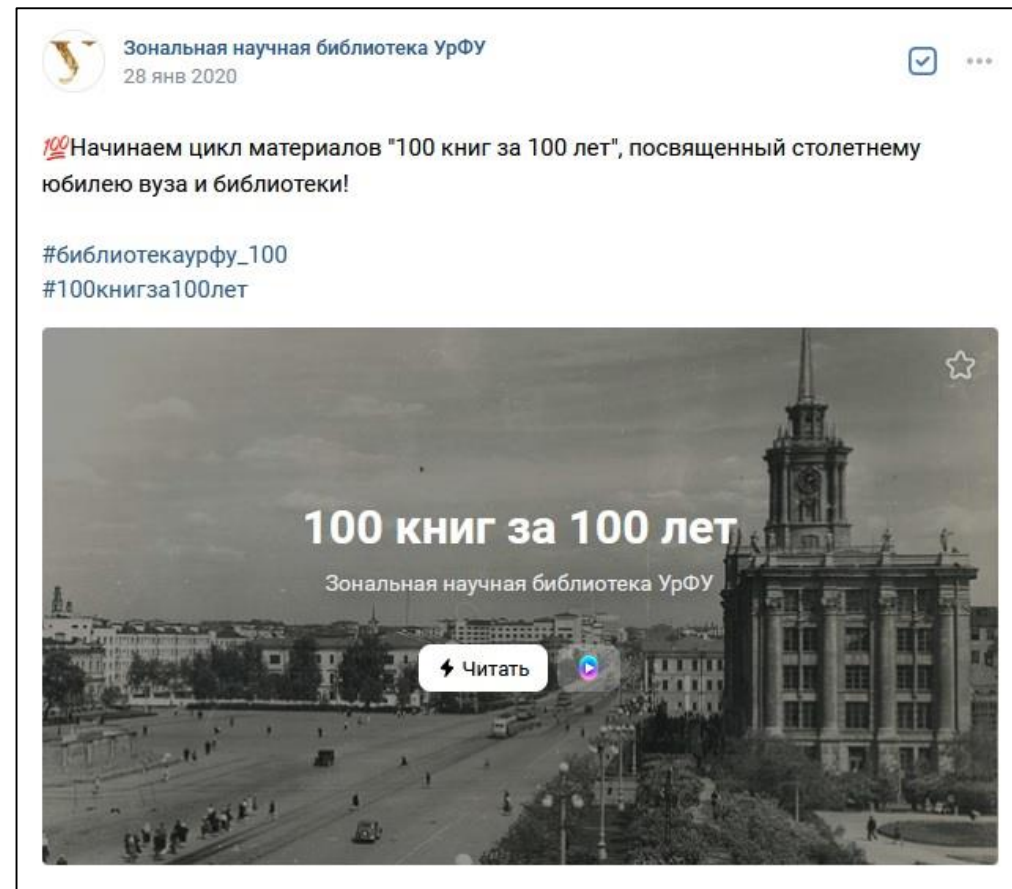 Зональная научная библиотека УрФУ
28 янв 2020
💯Начинаем цикл материалов "100 книг за 100 лет", посвященный столетнему
юбилею вуза и библиотеки!
#библиотекаурфу_100
#100книгза100лет
100 книг за 100 лет
Зональная научная библиотека УрФУ
Читать